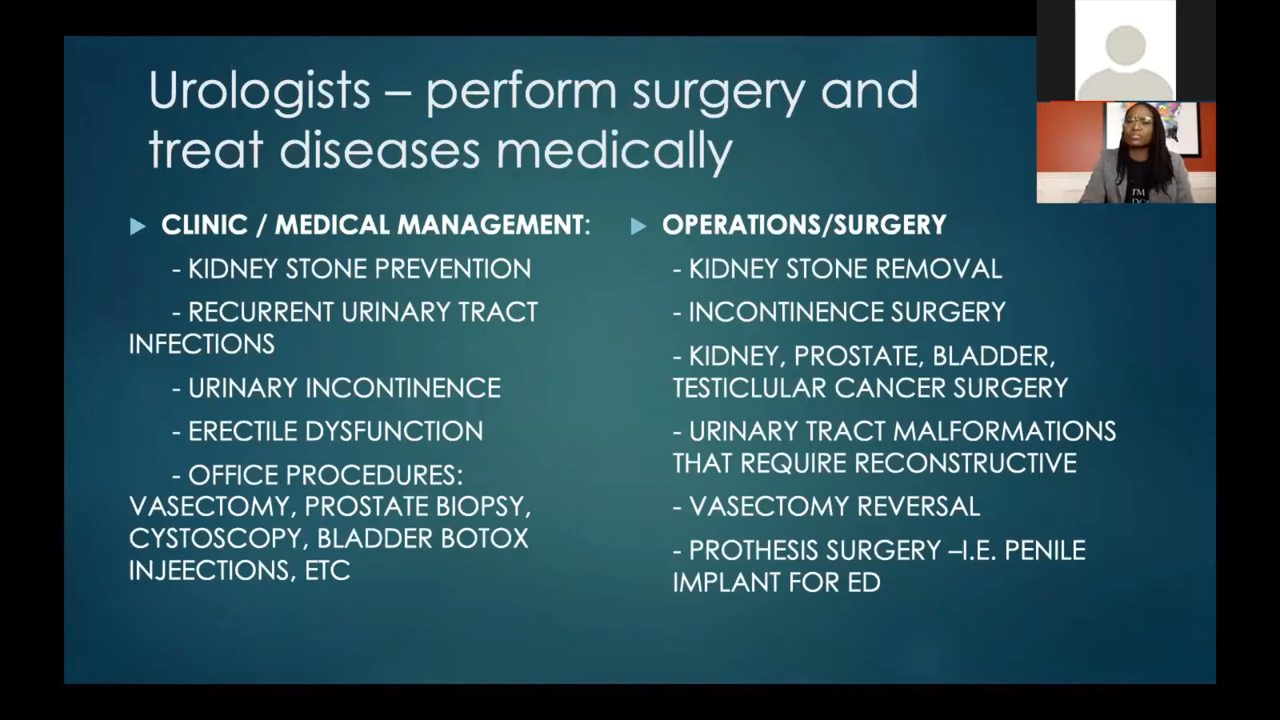 Urologists – perform surgery and
treat diseases medically
CLINIC / MEDICAL MANAGEMENT:
- KIDNEY STONE PREVENTION
- RECURRENT URINARY TRACT
INFECTIONS
- URINARY INCONTINENCE
- ERECTILE DYSFUNCTION
- OFFICE PROCEDURES:
VASECTOMY, PROSTATE BIOPSY,
CYSTOSCOPY, BLADDER BOTOX
INJEECTIONS, ETC
OPERATIONS/SURGERY
- KIDNEY STONE REMOVAL
- INCONTINENCE SURGERY
- KIDNEY, PROSTATE, BLADDER,
TESTICLULAR CANCER SURGERY
- URINARY TRACT MALFORMATIONS
THAT REQUIRE RECONSTRUCTIVE
- VASECTOMY REVERSAL
- PROTHESIS SURGERY –I.E. PENILE
IMPLANT FOR ED
I'M